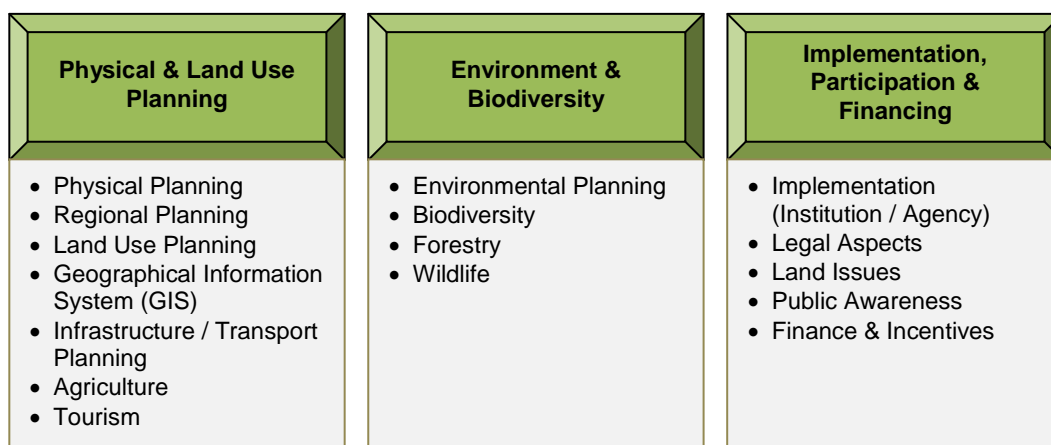 Physical & Land Use
Planning
• Physical Planning
• Regional Planning
• Land Use Planning
• Geographical Information
System (GIS)
• Infrastructure / Transport
Planning
• Agriculture
• Tourism
Environment &
Biodiversity
• Environmental Planning
• Biodiversity
• Forestry
• Wildlife
Implementation,
Participation &
Financing
• Implementation
(Institution / Agency)
• Legal Aspects
• Land Issues
• Public Awareness
• Finance & Incentives